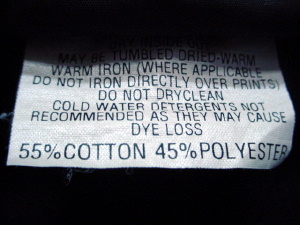 MAY BE TUMBLED DRIED-WARM
WARM IRON (WHERE APPLICABLE
DO NOT IRON DIRECTLY OVER PRINTS)
DO NOT DRYCLEAN
COLD WATER DETERGENTS NOT
RECOMMENDED AS THEY MAY CAUSE
DYE LOSS
55% COTTON 45% POLYESTER